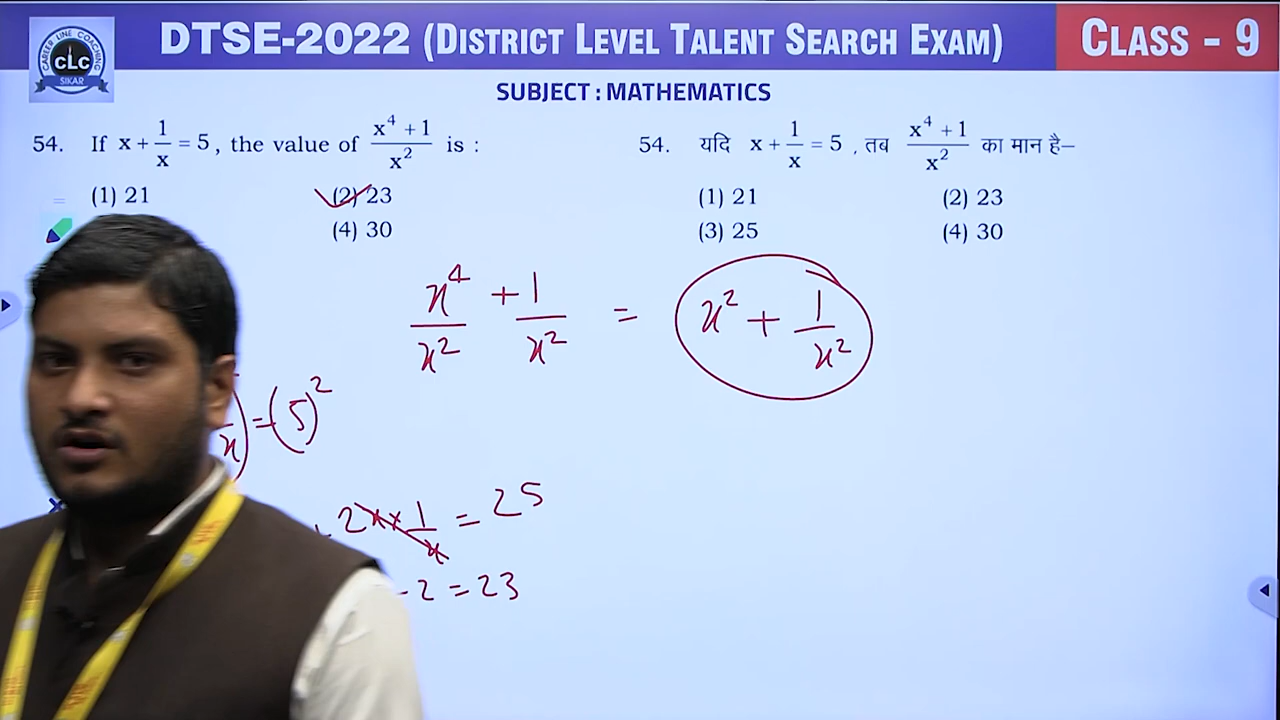 DTSE-2022 (DISTRICT LEVEL TALENT SEARCH EXAM)
CLASS - 9
CAREER LINE COACHING
CLC
SIKAR
SUBJECT : MATHEMATICS
54. If x + 1/x = 5, the value of (x⁴ + 1)/x² is :
(1) 21 (2) 23
(4) 30
54. यदि x + 1/x = 5, तब (x⁴ + 1)/x² का मान है–
(1) 21 (2) 23
(3) 25 (4) 30
x⁴/x² + 1/x² = x² + 1/x²
x) = (5)²
+ 2x × 1/x = 25
- 2 = 23